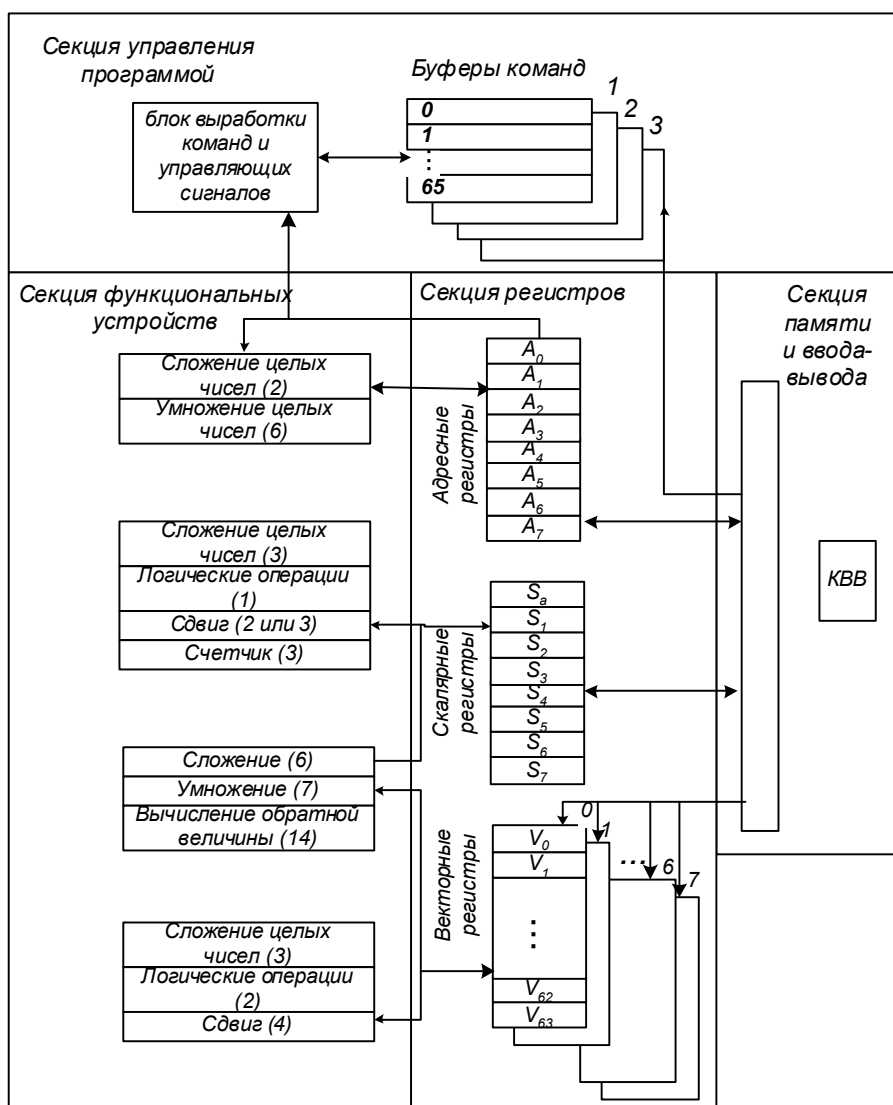 Секция управления
программой
Буферы команд
1
2
3
блок выработки
команд и
управляющих
сигналов
0
1
⋮
65
Секция функциональных
устройств
Секция регистров
Секция
памяти
и ввода-
вывода
Сложение целых
чисел (2)
Умножение целых
чисел (6)
Адресные
регистры
A0
A1
A2
A3
A4
A5
A6
A7
КВВ
Сложение целых
чисел (3)
Логические операции
(1)
Сдвиг (2 или 3)
Счетчик (3)
Скалярные
регистры
Sa
S1
S2
S3
S4
S5
S6
S7
Сложение (6)
Умножение (7)
Вычисление обратной
величины (14)
Векторные
регистры
0
1
...
6
7
V0
V1
⋮
V62
V63
Сложение целых
чисел (3)
Логические операции
(2)
Сдвиг (4)